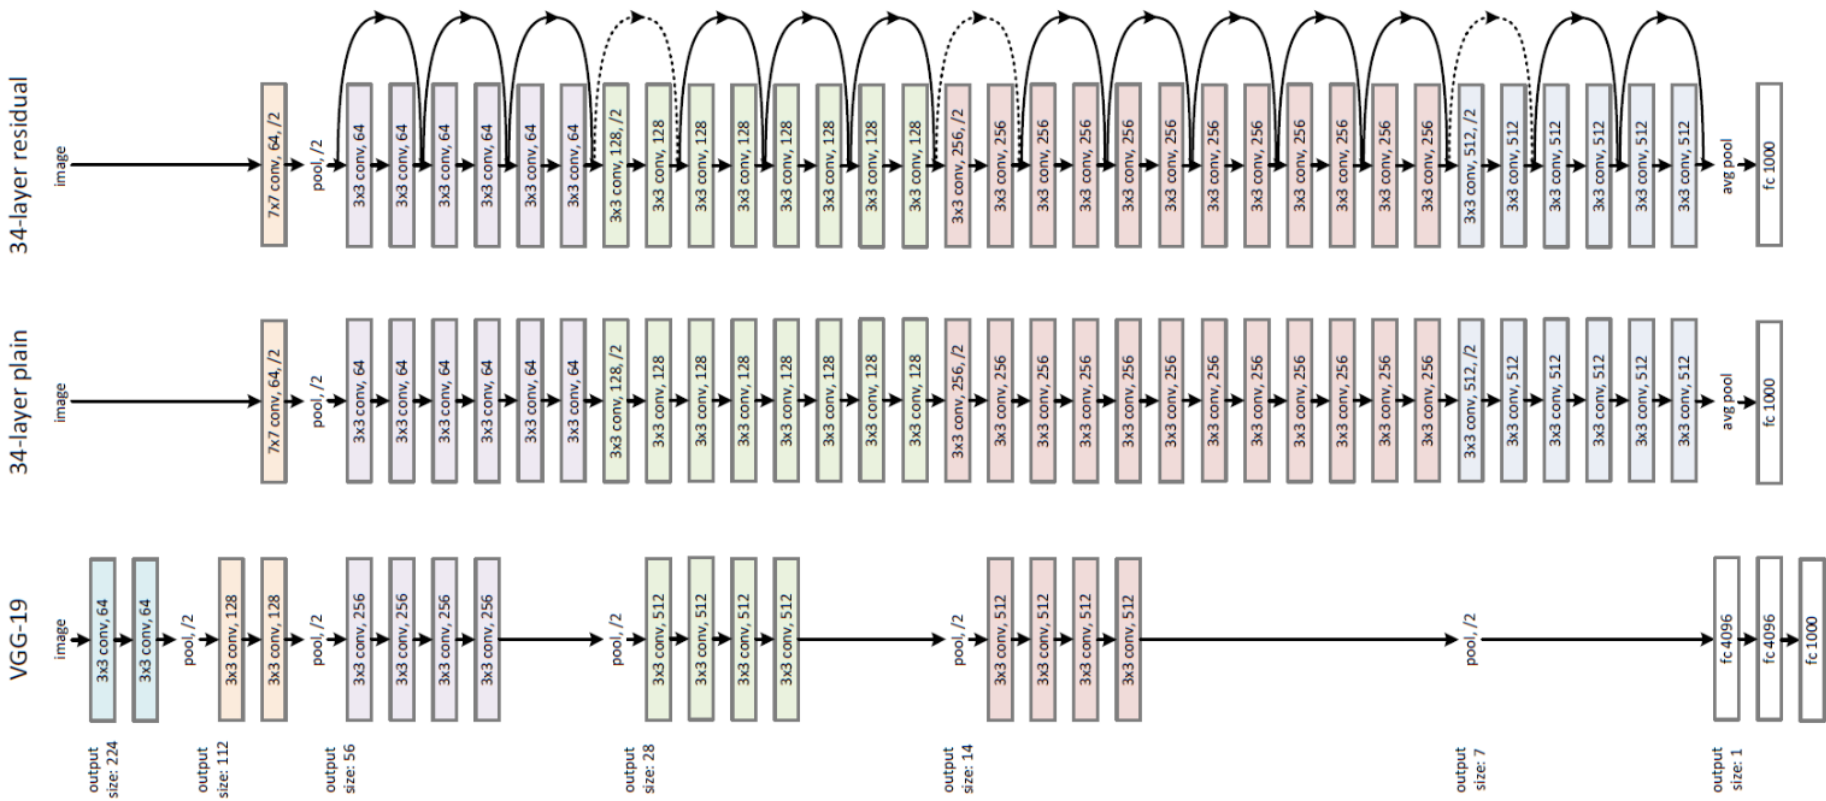 34-layer residual
image
7x7 conv, 64, /2
pool, /2
3x3 conv, 64
3x3 conv, 64
3x3 conv, 64
3x3 conv, 64
3x3 conv, 64
3x3 conv, 64
3x3 conv, 128, /2
3x3 conv, 128
3x3 conv, 128
3x3 conv, 128
3x3 conv, 128
3x3 conv, 128
3x3 conv, 128
3x3 conv, 128
3x3 conv, 256, /2
3x3 conv, 256
3x3 conv, 256
3x3 conv, 256
3x3 conv, 256
3x3 conv, 256
3x3 conv, 256
3x3 conv, 256
3x3 conv, 256
3x3 conv, 256
3x3 conv, 256
3x3 conv, 256
3x3 conv, 512, /2
3x3 conv, 512
3x3 conv, 512
3x3 conv, 512
3x3 conv, 512
3x3 conv, 512
avg pool
fc 1000
34-layer plain
image
7x7 conv, 64, /2
pool, /2
3x3 conv, 64
3x3 conv, 64
3x3 conv, 64
3x3 conv, 64
3x3 conv, 64
3x3 conv, 64
3x3 conv, 128, /2
3x3 conv, 128
3x3 conv, 128
3x3 conv, 128
3x3 conv, 128
3x3 conv, 128
3x3 conv, 128
3x3 conv, 128
3x3 conv, 256, /2
3x3 conv, 256
3x3 conv, 256
3x3 conv, 256
3x3 conv, 256
3x3 conv, 256
3x3 conv, 256
3x3 conv, 256
3x3 conv, 256
3x3 conv, 256
3x3 conv, 256
3x3 conv, 256
3x3 conv, 512, /2
3x3 conv, 512
3x3 conv, 512
3x3 conv, 512
3x3 conv, 512
3x3 conv, 512
avg pool
fc 1000
VGG-19
image
3x3 conv, 64
3x3 conv, 64
pool, /2
3x3 conv, 128
3x3 conv, 128
pool, /2
3x3 conv, 256
3x3 conv, 256
3x3 conv, 256
3x3 conv, 256
pool, /2
3x3 conv, 512
3x3 conv, 512
3x3 conv, 512
3x3 conv, 512
pool, /2
3x3 conv, 512
3x3 conv, 512
3x3 conv, 512
3x3 conv, 512
pool, /2
fc 4096
fc 4096
fc 1000
output
size: 224
output
size: 112
output
size: 56
output
size: 28
output
size: 14
output
size: 7
output
size: 1